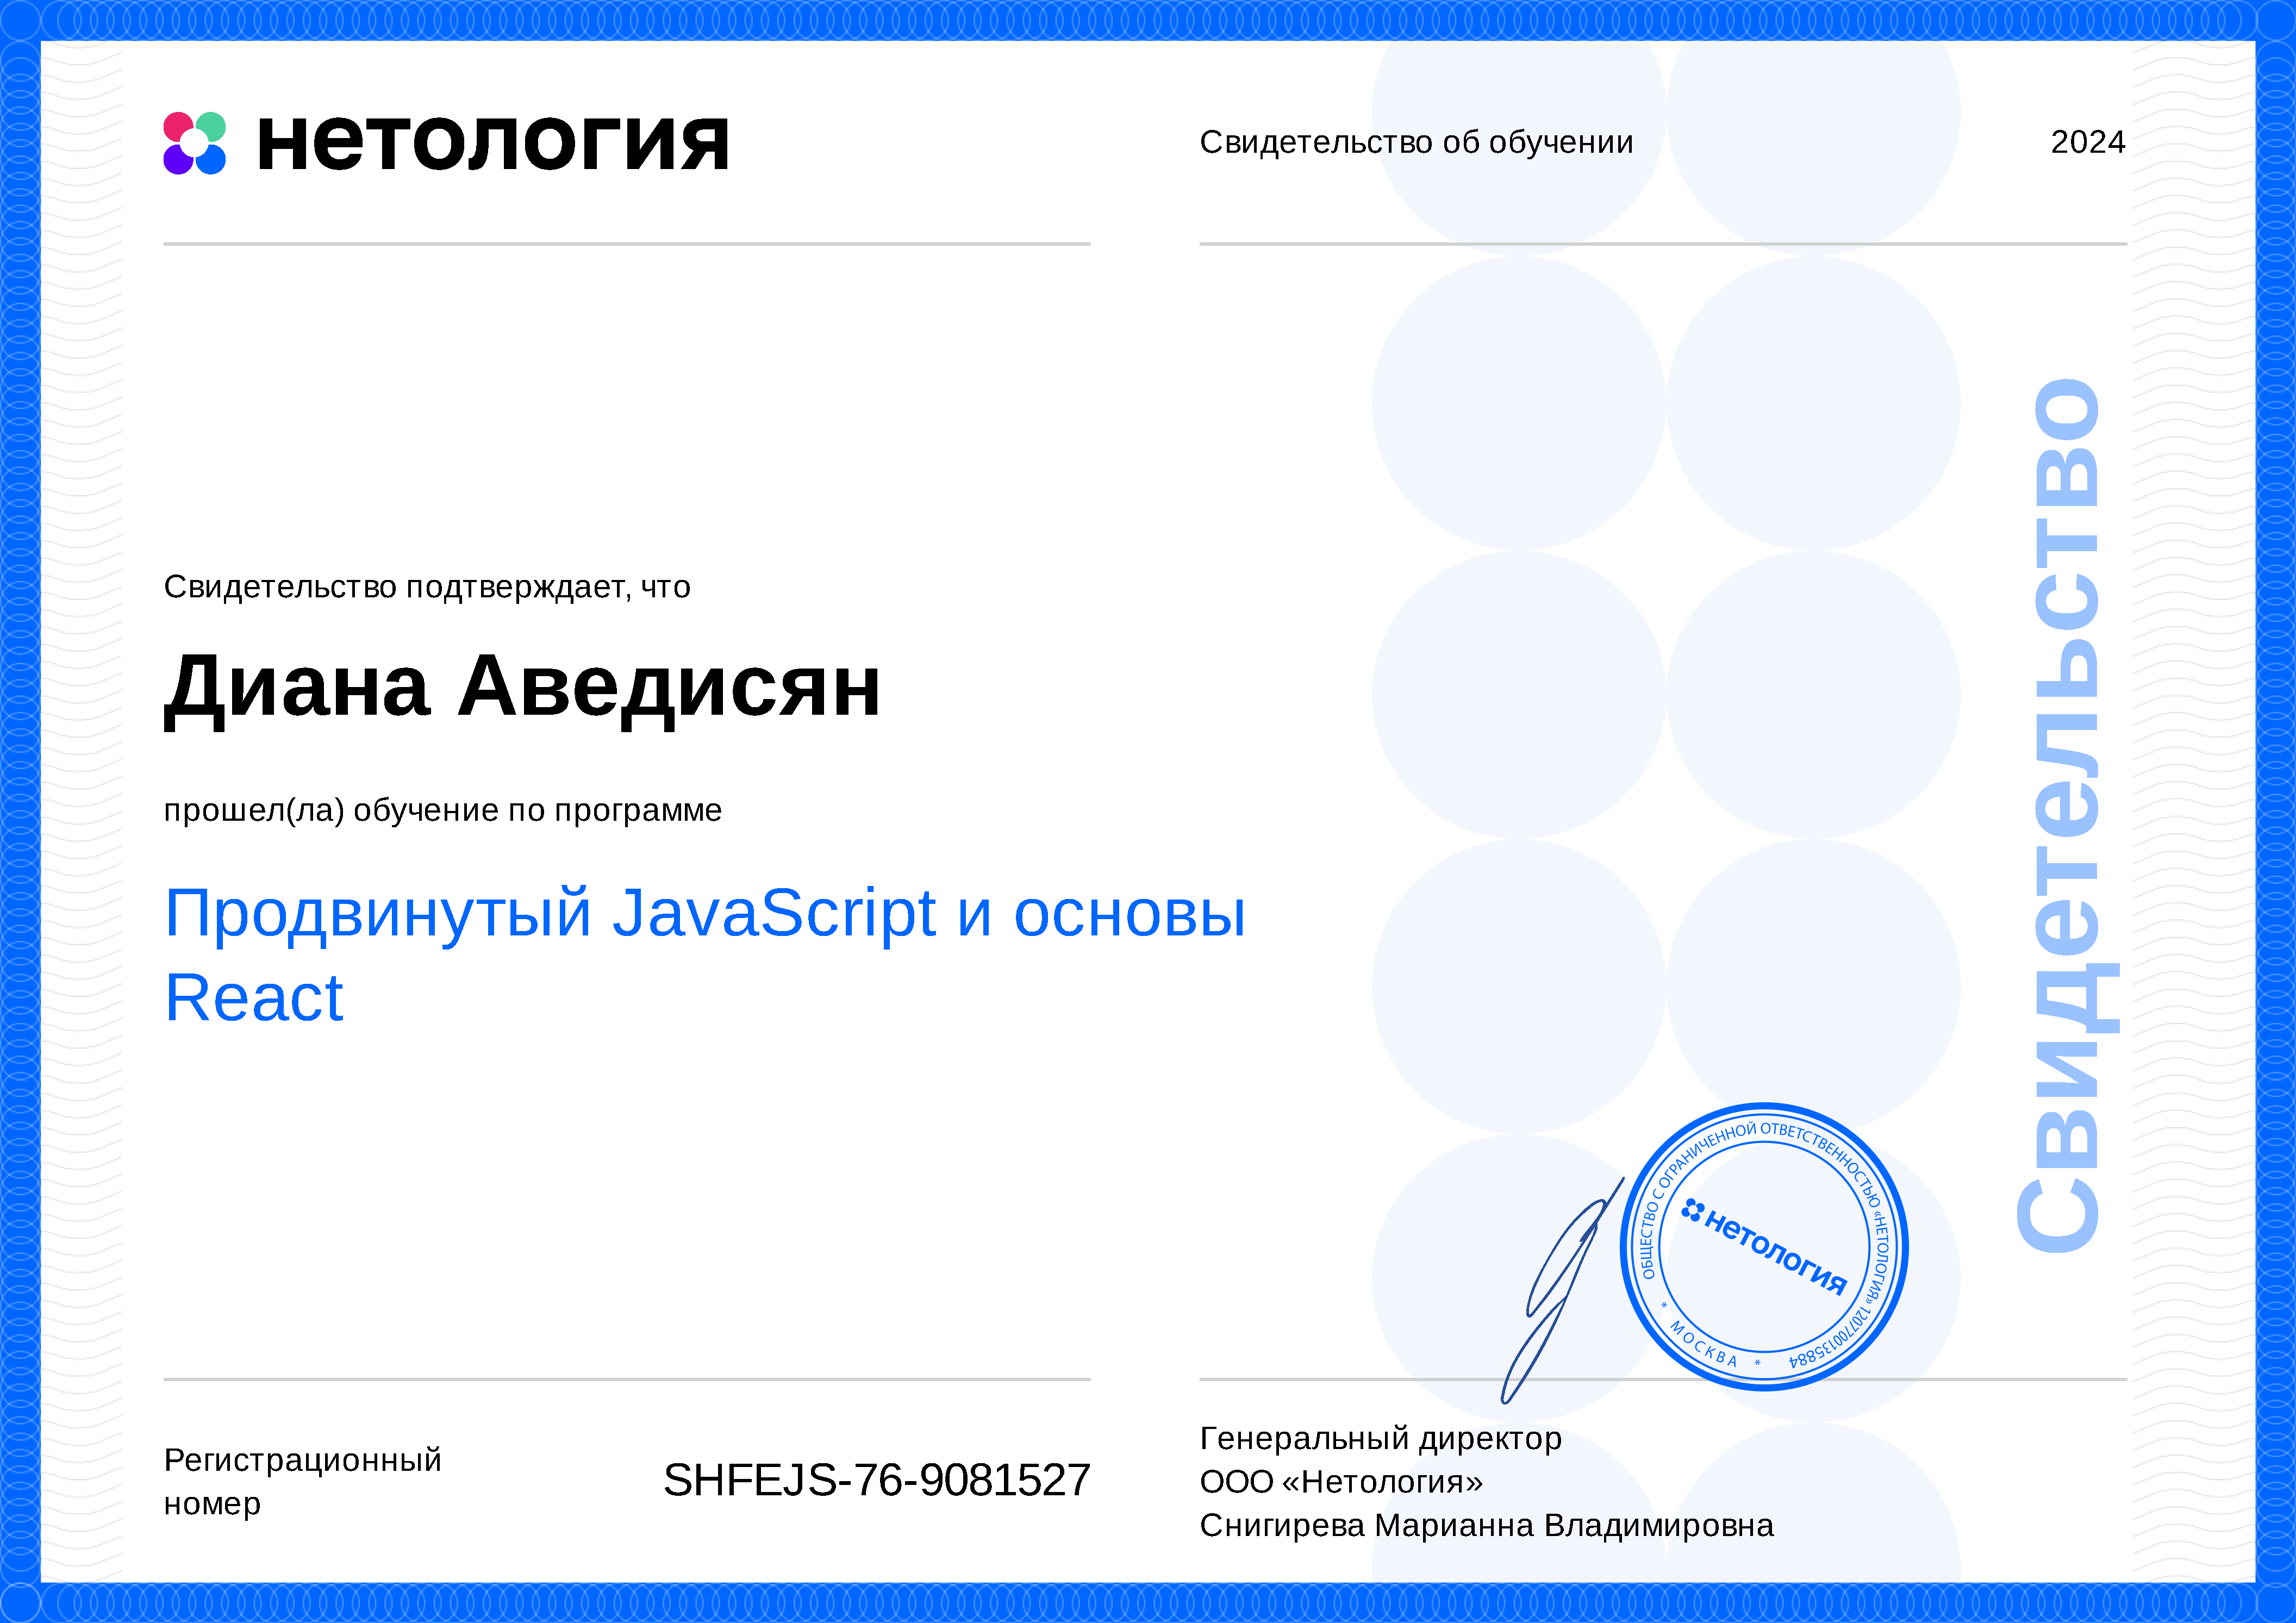 нетология
Свидетельство об обучении
2024
Свидетельство подтверждает, что
Диана Аведисян
прошел(ла) обучение по программе
Продвинутый JavaScript и основы
React
Свидетельство
ОБЩЕСТВО С ОГРАНИЧЕННОЙ ОТВЕТСТВЕННОСТЬЮ «НЕТОЛОГИЯ» 1207700135884
* МОСКВА *
нетология
Регистрационный
номер
SHFEJS-76-9081527
Генеральный директор
ООО «Нетология»
Снигирева Марианна Владимировна